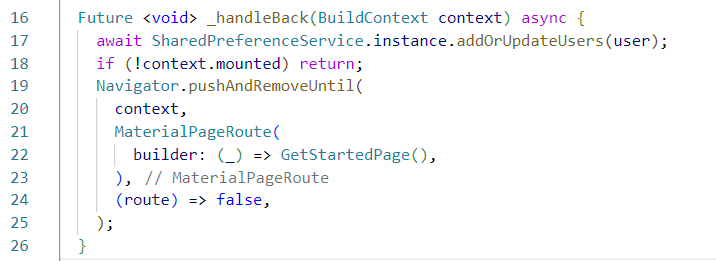 16 Future <void> _handleBack(BuildContext context) async {
17 await SharedPreferenceService.instance.addOrUpdateUsers(user);
18 if (!context.mounted) return;
19 Navigator.pushAndRemoveUntil(
20 context,
21 MaterialPageRoute(
22 builder: (_) => GetStartedPage(),
23 ), // MaterialPageRoute
24 (route) => false,
25 );
26 }